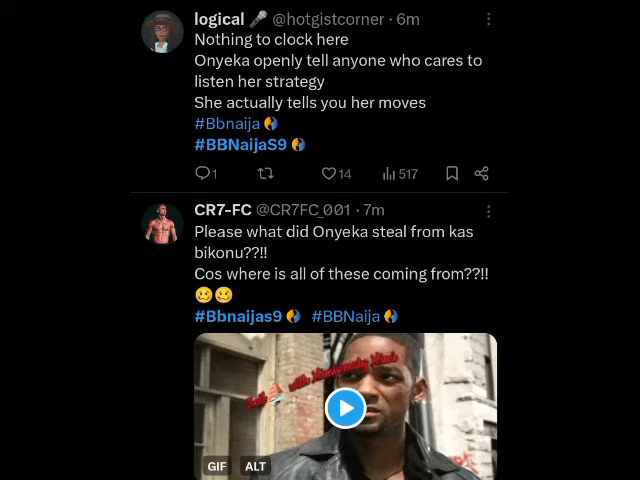 logical 🎤 @hotgistcorner · 6m
Nothing to clock here
Onyeka openly tell anyone who cares to
listen her strategy
She actually tells you her moves
#Bbnaija
#BBNaijaS9
1 14 517
CR7-FC @CR7FC_001 · 7m
Please what did Onyeka steal from kas
bikonu??!!
Cos where is all of these coming from??!!
🥴🥴
#Bbnaijas9 #BBNaija
with
GIF ALT